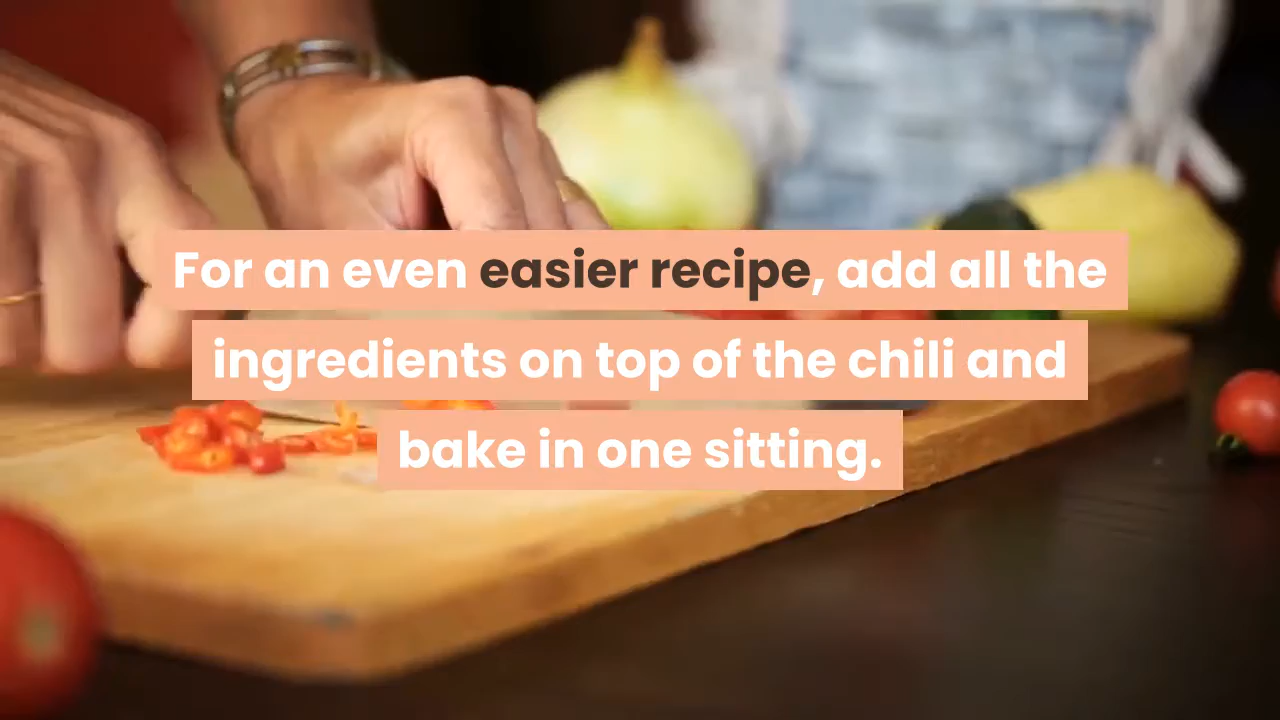 For an even easier recipe, add all the
ingredients on top of the chili and
bake in one sitting.